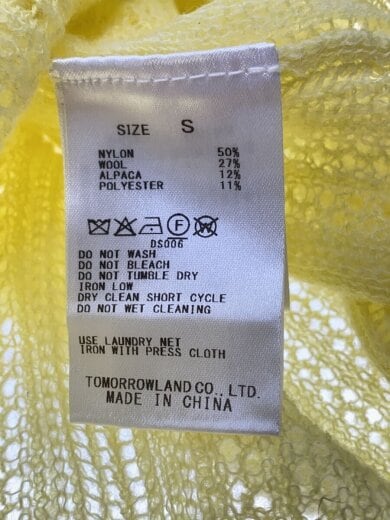 SIZE S
NYLON 50%
WOOL 27%
ALPACA 12%
POLYESTER 11%
F W
DS006
DO NOT WASH
DO NOT BLEACH
DO NOT TUMBLE DRY
IRON LOW
DRY CLEAN SHORT CYCLE
DO NOT WET CLEANING
USE LAUNDRY NET
IRON WITH PRESS CLOTH
TOMORROWLAND CO., LTD.
MADE IN CHINA